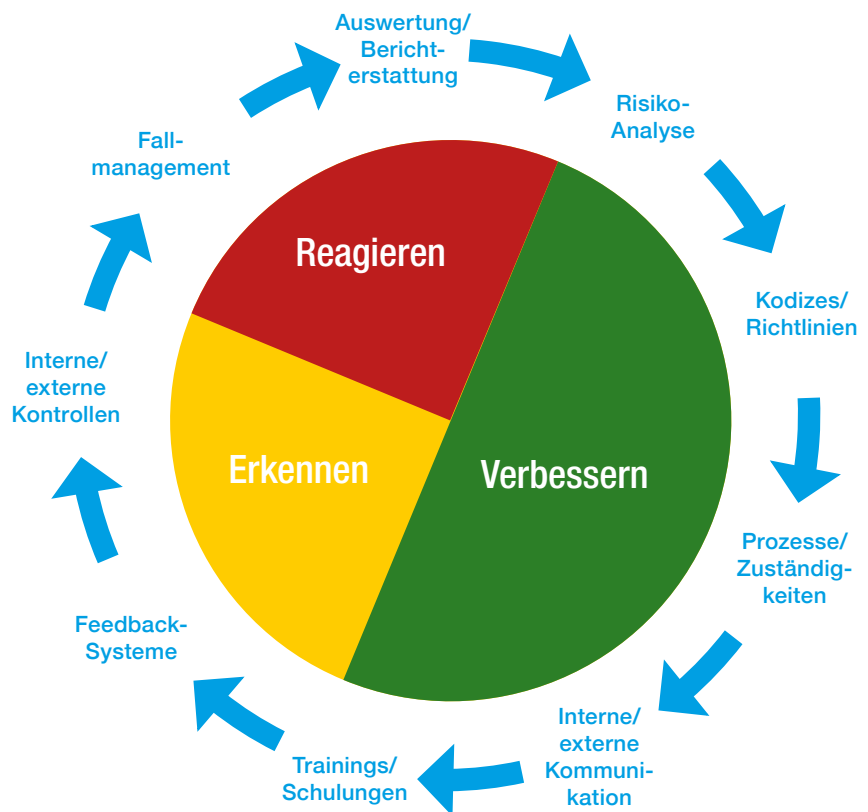 Auswertung/
Bericht-
erstattung
Risiko-
Analyse
Kodizes/
Richtlinien
Prozesse/
Zuständig-
keiten
Interne/
externe
Kommuni-
kation
Trainings/
Schulungen
Feedback-
Systeme
Interne/
externe
Kontrollen
Fall-
management
Reagieren
Erkennen
Verbessern